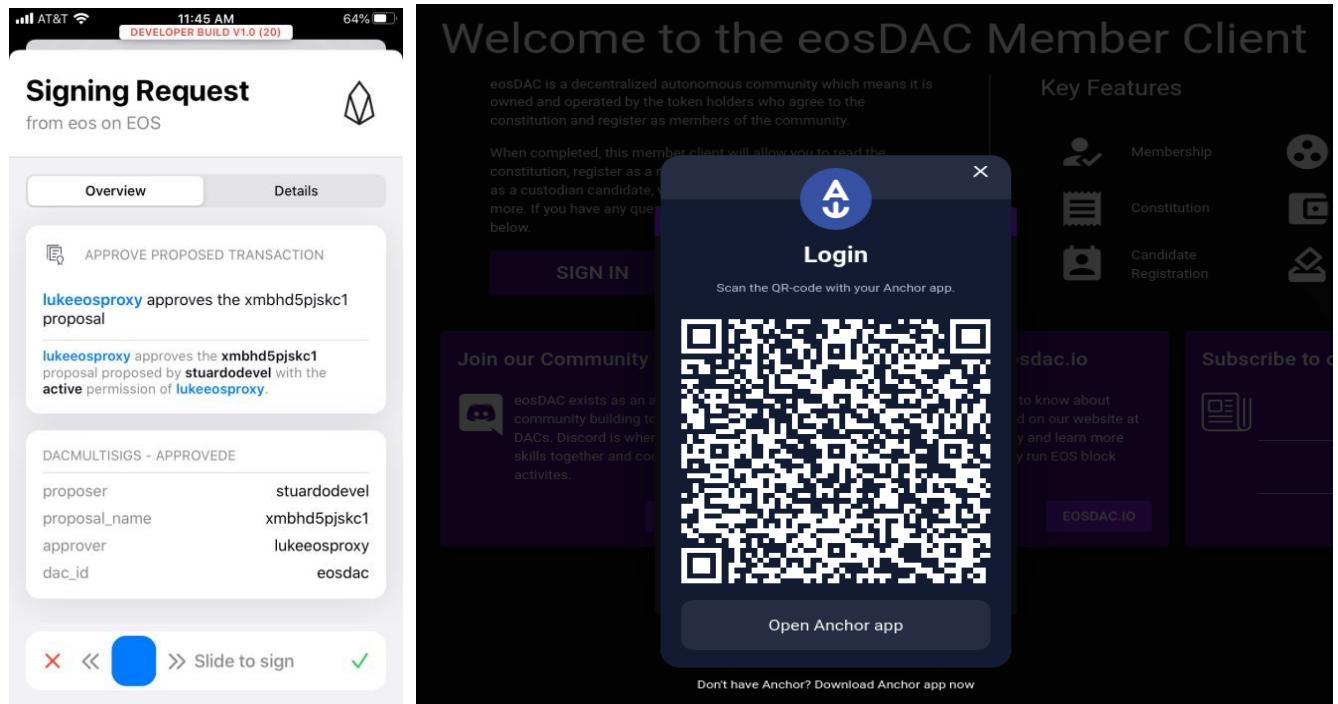 AT&T
11:45 AM
64%
DEVELOPER BUILD V1.0 (20)
Signing Request
from eos on EOS
Overview
Details
APPROVE PROPOSED TRANSACTION
lukeeosproxy approves the xmbhd5pjskc1
proposal
lukeeosproxy approves the xmbhd5pjskc1
proposal proposed by stuardodevel with the
active permission of lukeeosproxy.
DACMULTISIGS - APPROVEDE
proposer stuardodevel
proposal_name xmbhd5pjskc1
approver lukeeosproxy
dac_id eosdac
Slide to sign
Welcome to the eosDAC Member Client
eosDAC is a decentralized autonomous community which means it is
owned and operated by the token holders who agree to the
constitution and register as members of the community.
When completed, this member client will allow you to read the
constitution, register as a
as a custodian candidate,
more. If you have any que
below.
SIGN IN
Key Features
Membership
Constitution
Candidate
Registration
Login
Scan the QR-code with your Anchor app.
Open Anchor app
Don't have Anchor? Download Anchor app now
Join our Community
eosDAC exists as an a
community building to
DACs. Discord is wher
skills together and coo
activites.
sdac.io
to know about
d on our website at
y and learn more
y run EOS block
EOSDAC.IO
Subscribe to